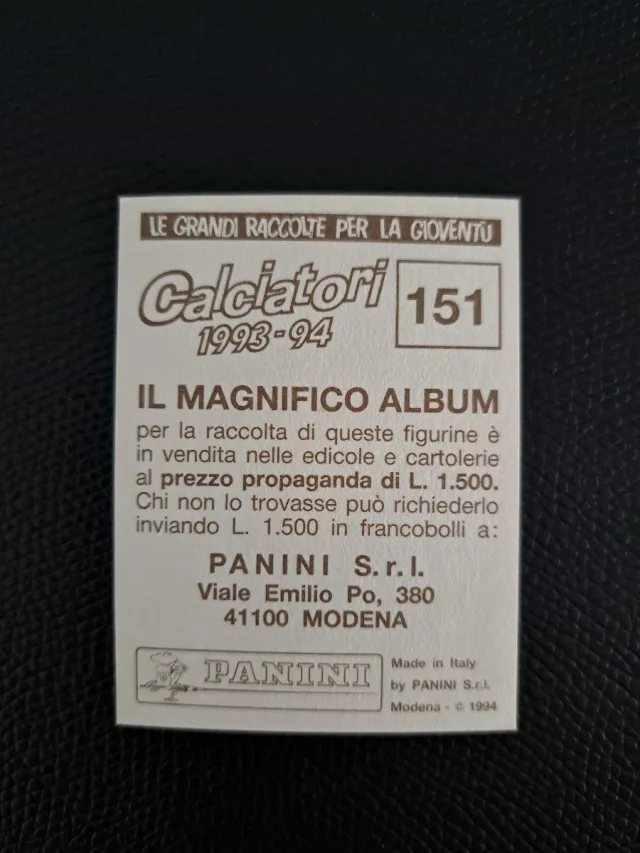 LE GRANDI RACCOLTE PER LA GIOVENTÙ
Calciatori
1993-94
151
IL MAGNIFICO ALBUM
per la raccolta di queste figurine è
in vendita nelle edicole e cartolerie
al prezzo propaganda di L. 1.500.
Chi non lo trovasse può richiederlo
inviando L. 1.500 in francobolli a:
PANINI S.r.l.
Viale Emilio Po, 380
41100 MODENA
PANINI
Made in Italy
by PANINI S.r.l.
Modena - © 1994